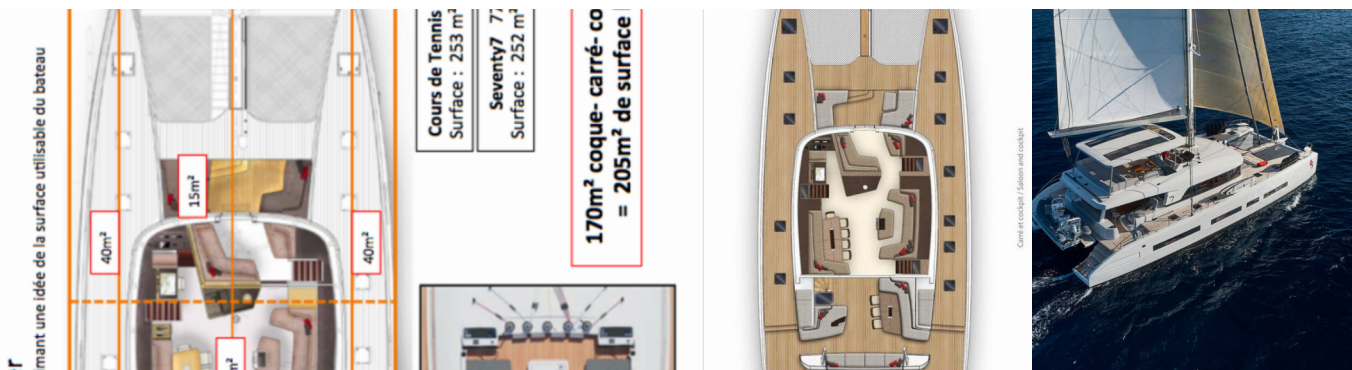 mant une idée de la surface utilisable du bateau
40m²
15m²
40m²
m²
Cours de Tennis
Surface : 253 m²
Seventy7
Surface : 252 m²
170m² coque- carré- co
= 205m² de surface
Carré et cockpit / Saloon and cockpit